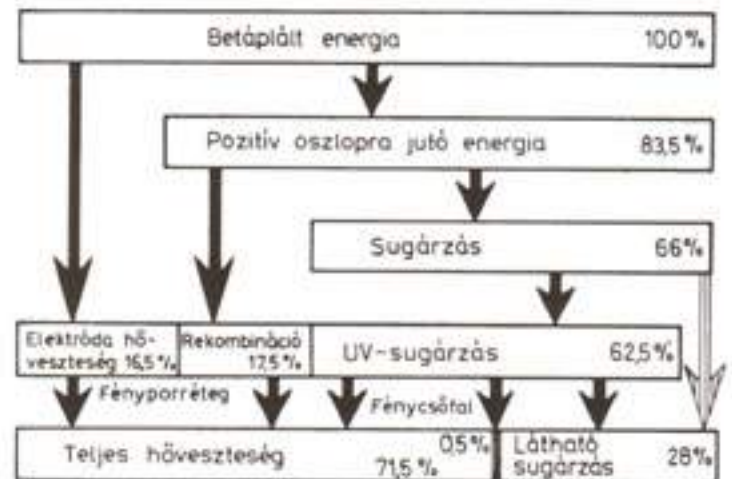 Betáplált energia 100%
Pozitív oszlopra jutó energia 83,5%
Sugárzás 66%
Elektróda hő-
veszteség 16,5%
Rekombináció
17,5%
UV-sugárzás 62,5%
Fényporréteg
Fénycsőfal
Teljes hőveszteség 71,5%
0,5%
Látható
sugárzás 28%